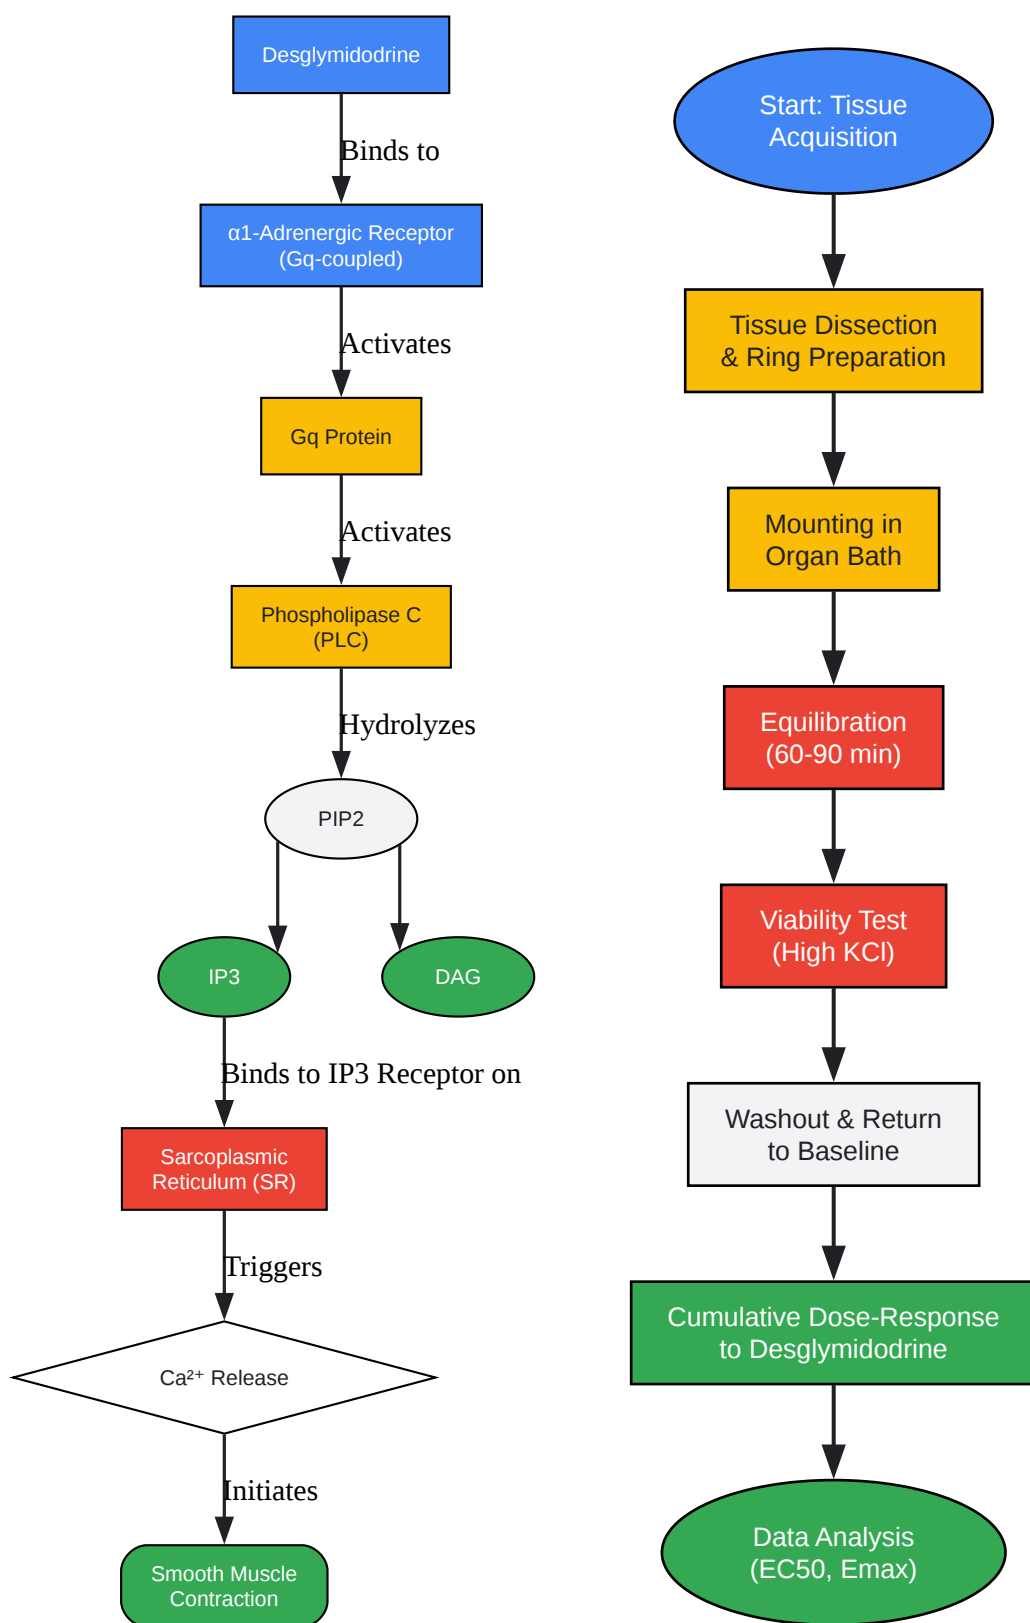 Desglymidodrine
Binds to
α1-Adrenergic Receptor
(Gq-coupled)
Activates
Gq Protein
Activates
Phospholipase C
(PLC)
Hydrolyzes
PIP2
IP3
DAG
Binds to IP3 Receptor on
Sarcoplasmic
Reticulum (SR)
Triggers
Ca²⁺ Release
Initiates
Smooth Muscle
Contraction
Start: Tissue
Acquisition
Tissue Dissection
& Ring Preparation
Mounting in
Organ Bath
Equilibration
(60-90 min)
Viability Test
(High KCl)
Washout & Return
to Baseline
Cumulative Dose-Response
to Desglymidodrine
Data Analysis
(EC50, Emax)